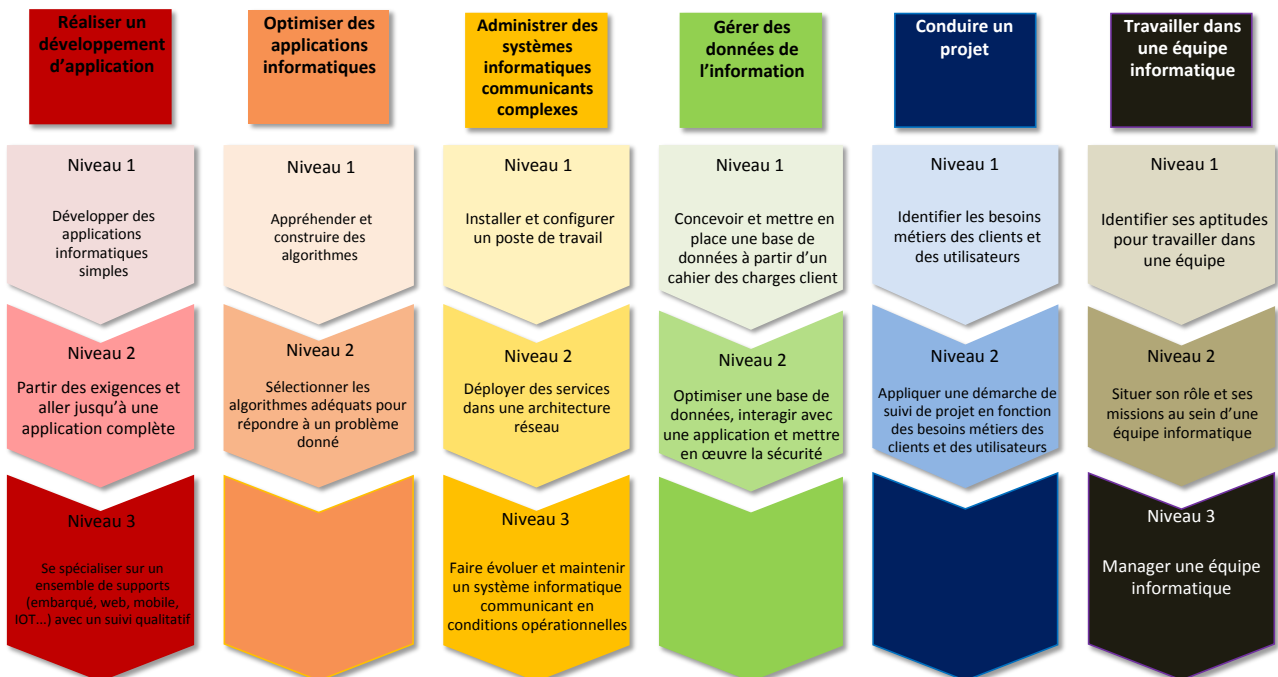 Réaliser un
développement
d'application
Optimiser des
applications
informatiques
Administrer des
systèmes
informatiques
communicants
complexes
Gérer des
données de
l'information
Conduire un
projet
Travailler dans
une équipe
informatique
Niveau 1
Développer des
applications
informatiques
simples
Niveau 1
Appréhender et
construire des
algorithmes
Niveau 1
Installer et configurer
un poste de travail
Niveau 1
Concevoir et mettre en
place une base de
données à partir d'un
cahier des charges client
Niveau 1
Identifier les besoins
métiers des clients et
des utilisateurs
Niveau 1
Identifier ses aptitudes
pour travailler dans
une équipe
Niveau 2
Partir des exigences et
aller jusqu'à une
application complète
Niveau 2
Sélectionner les
algorithmes adéquats pour
répondre à un problème
donné
Niveau 2
Déployer des services
dans une architecture
réseau
Niveau 2
Optimiser une base de
données, interagir avec
une application et mettre
en œuvre la sécurité
Niveau 2
Appliquer une démarche de
suivi de projet en fonction
des besoins métiers des
clients et des utilisateurs
Niveau 2
Situer son rôle et ses
missions au sein d'une
équipe informatique
Niveau 3
Se spécialiser sur un
ensemble de supports
(embarqué, web, mobile,
IOT…) avec un suivi qualitatif
Niveau 3
Faire évoluer et maintenir
un système informatique
communicant en
conditions opérationnelles
Niveau 3
Manager une équipe
informatique